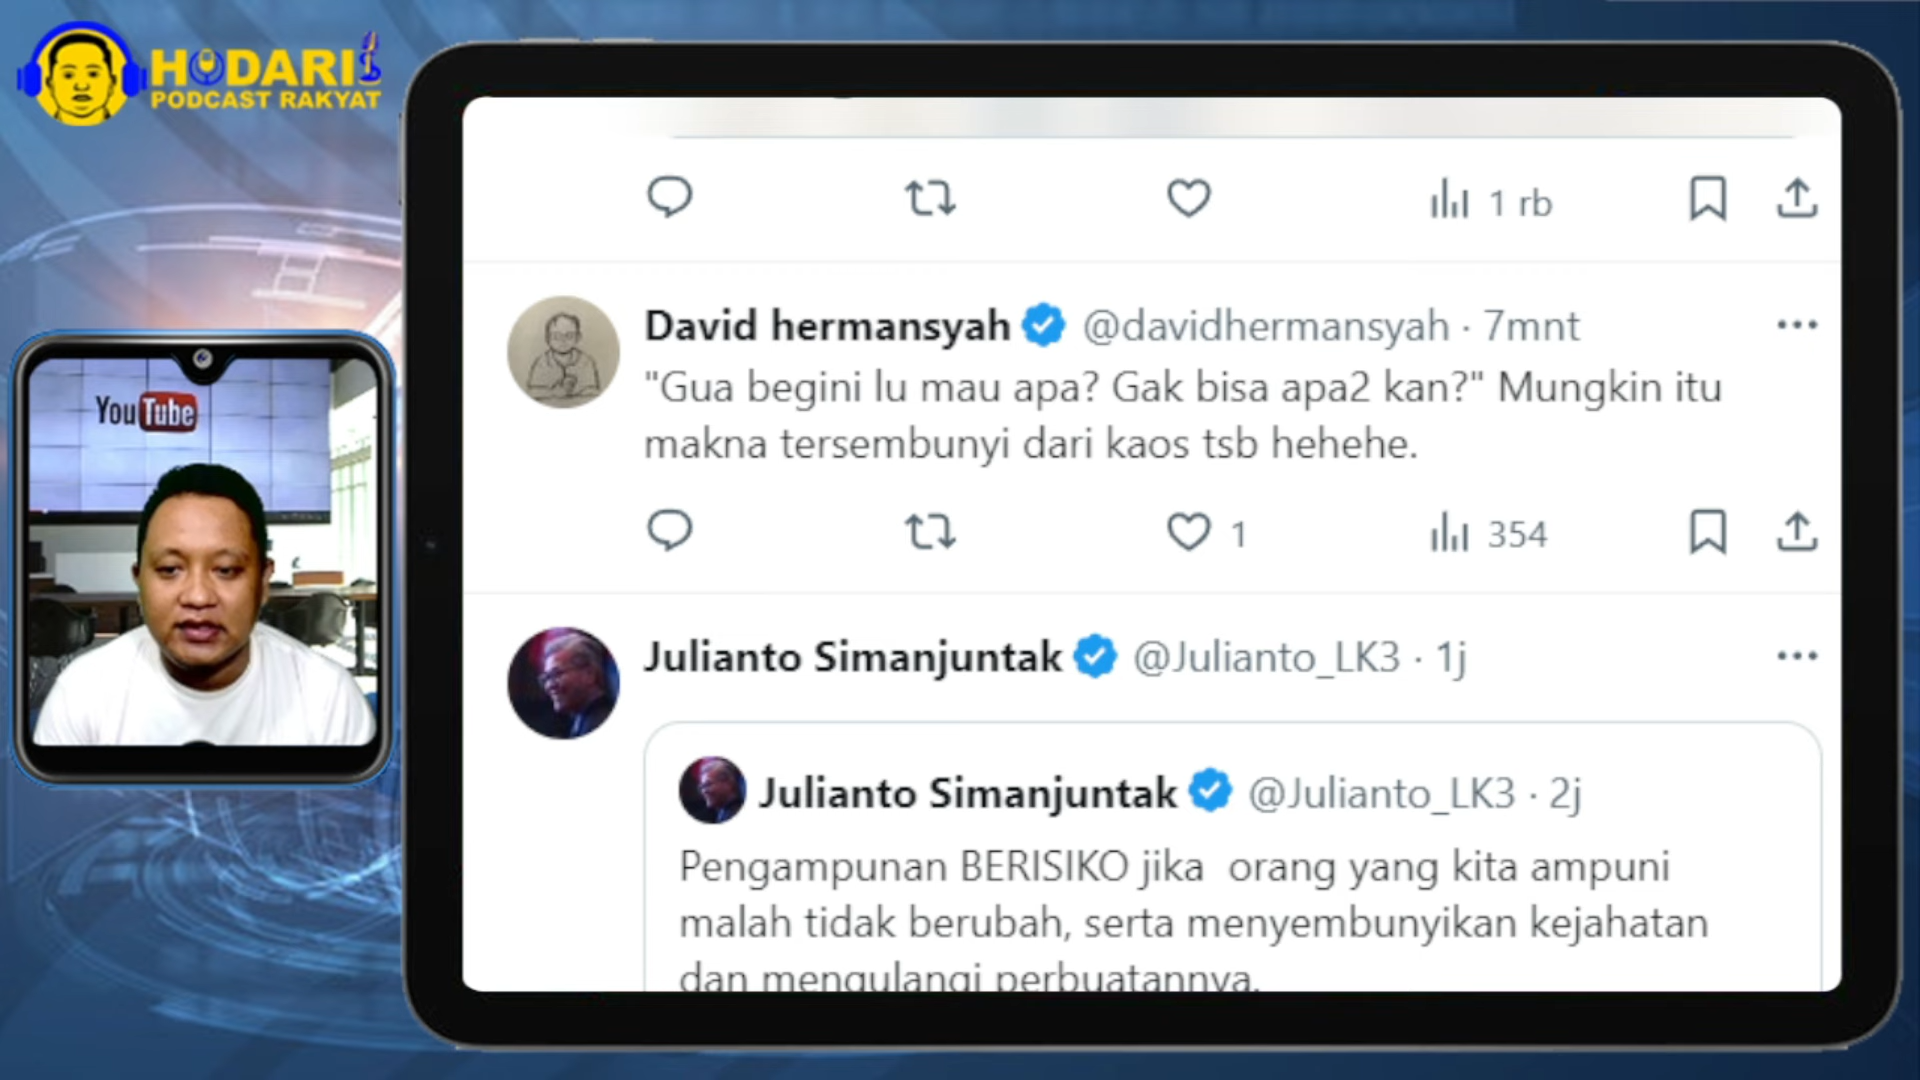 HODARI
PODCAST RAKYAT
1 rb
David hermansyah @davidhermansyah · 7mnt
"Gua begini lu mau apa? Gak bisa apa2 kan?" Mungkin itu
makna tersembunyi dari kaos tsb hehehe.
1
354
Julianto Simanjuntak @Julianto_LK3 · 1j
Julianto Simanjuntak @Julianto_LK3 · 2j
Pengampunan BERISIKO jika orang yang kita ampuni
malah tidak berubah, serta menyembunyikan kejahatan
dan mengulangi perbuatannya.
YouTube